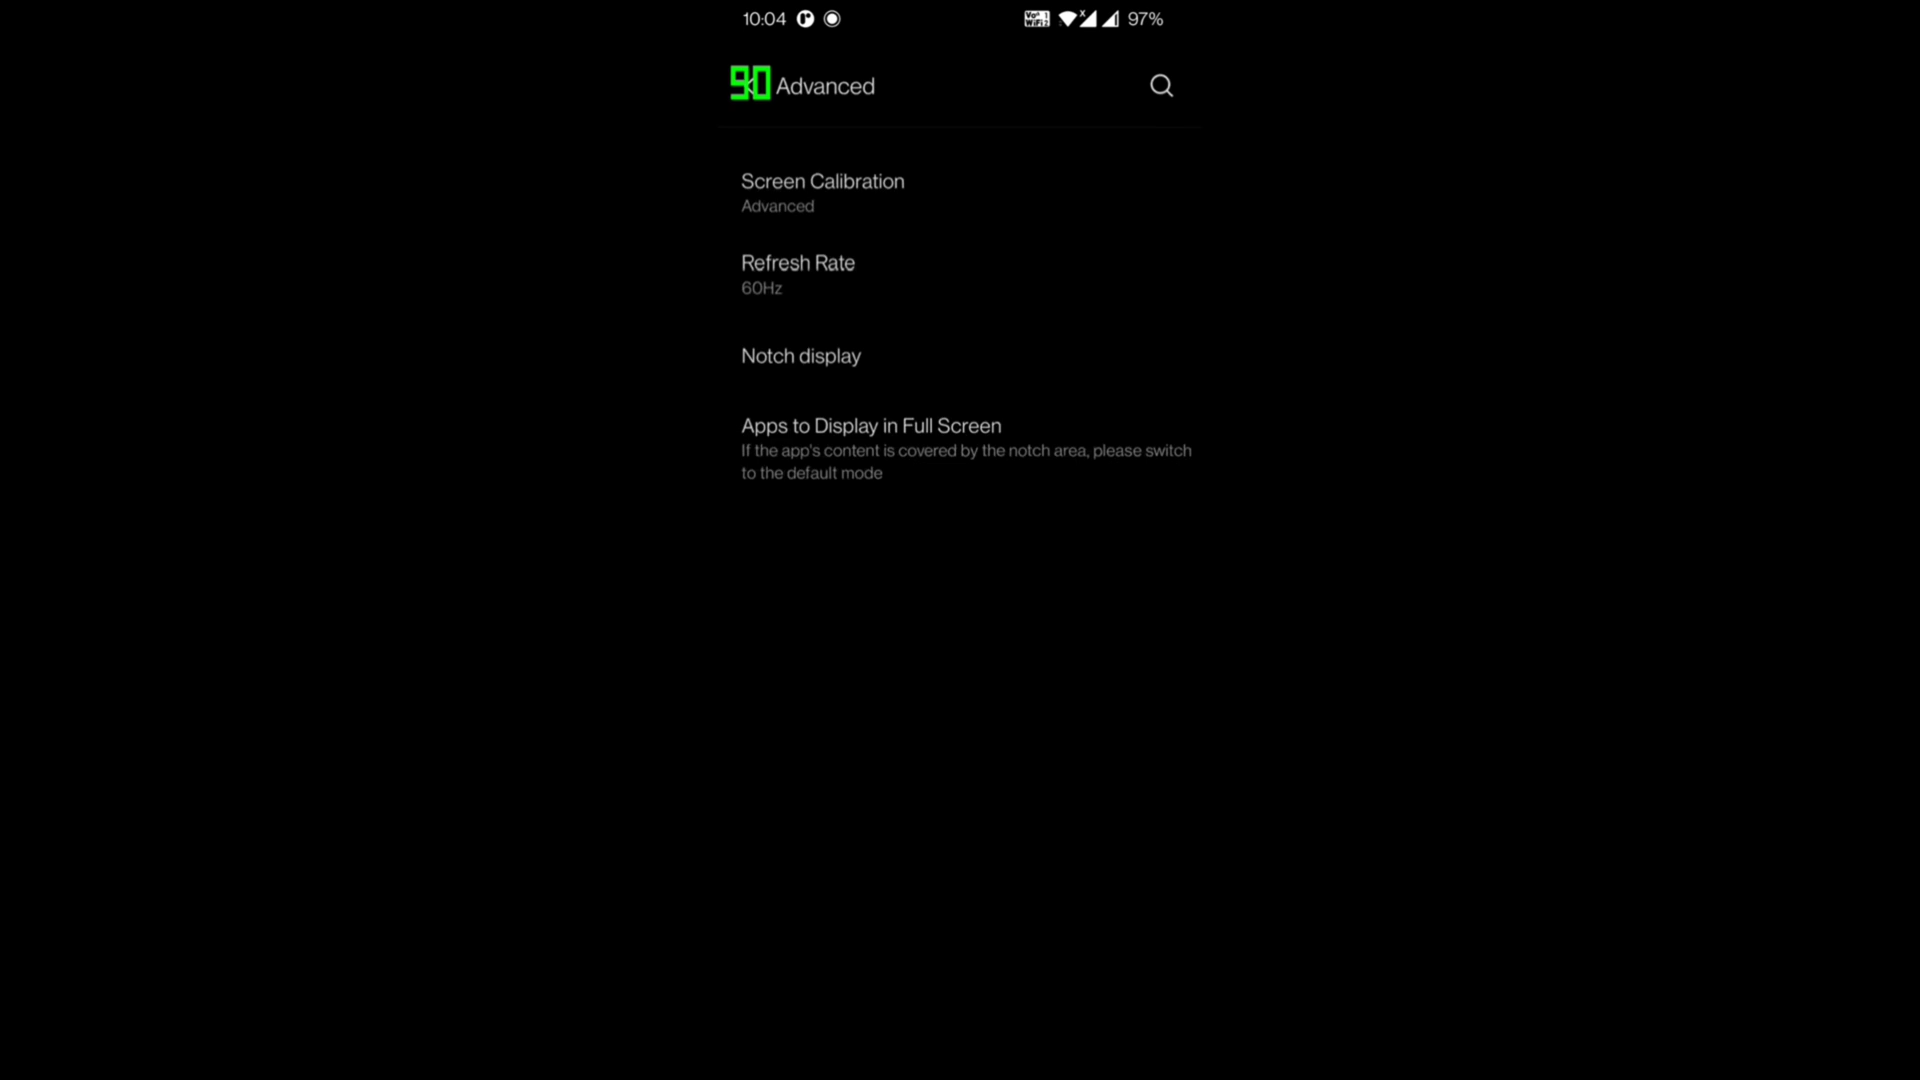 10:04 97%
90 Advanced
Screen Calibration
Advanced
Refresh Rate
60Hz
Notch display
Apps to Display in Full Screen
If the app's content is covered by the notch area, please switch
to the default mode